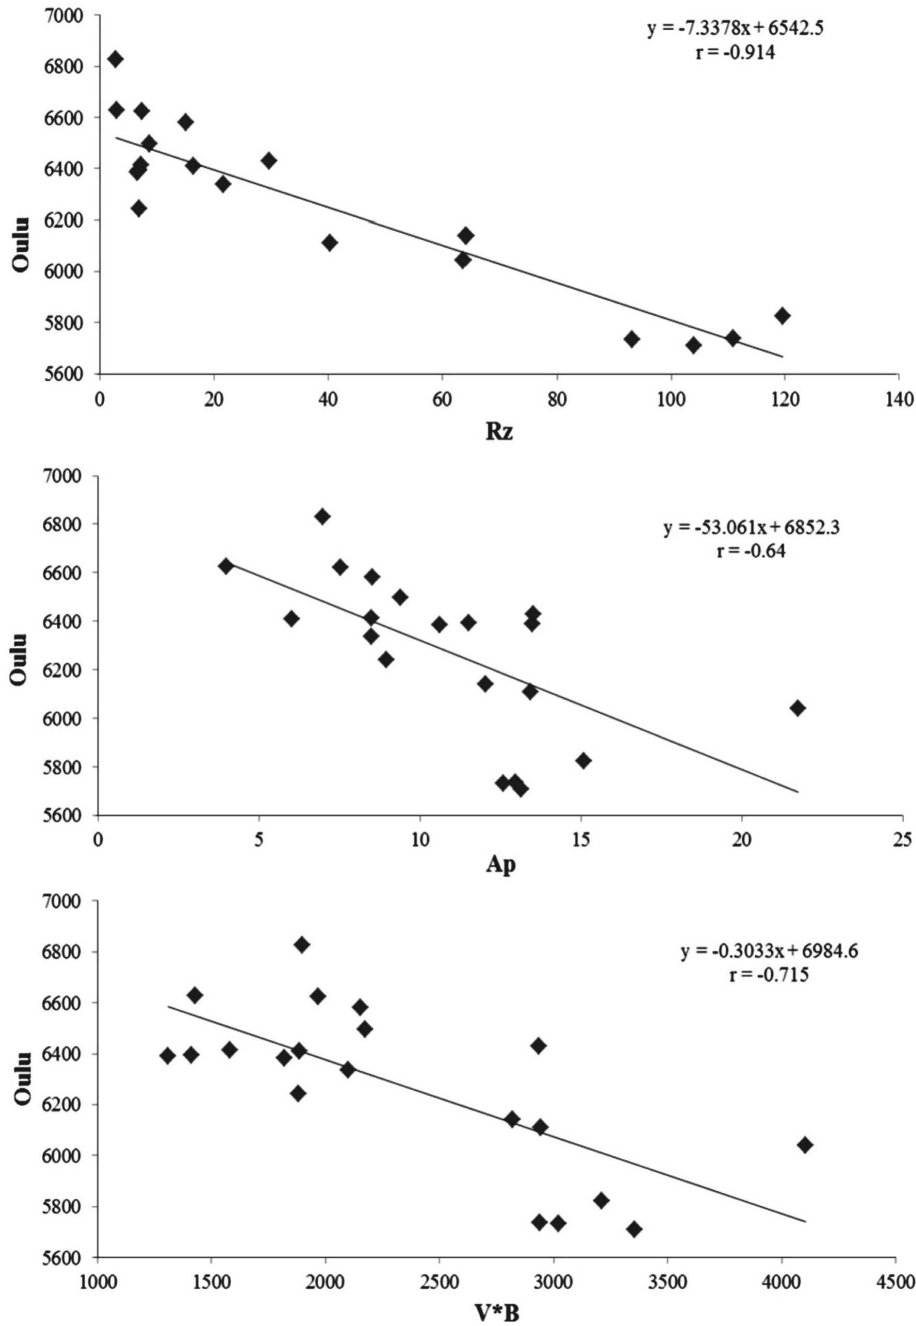 7000
y = -7.3378x + 6542.5
r = -0.914
6800
6600
6400
6200
6000
5800
5600
Oulu
0 20 40 60 80 100 120 140
Rz
7000
6800
y = -53.061x + 6852.3
r = -0.64
6600
6400
6200
6000
5800
5600
Oulu
0 5 10 15 20 25
Ap
7000
6800
y = -0.3033x + 6984.6
r = -0.715
6600
6400
6200
6000
5800
5600
Oulu
1000 1500 2000 2500 3000 3500 4000 4500
V*B